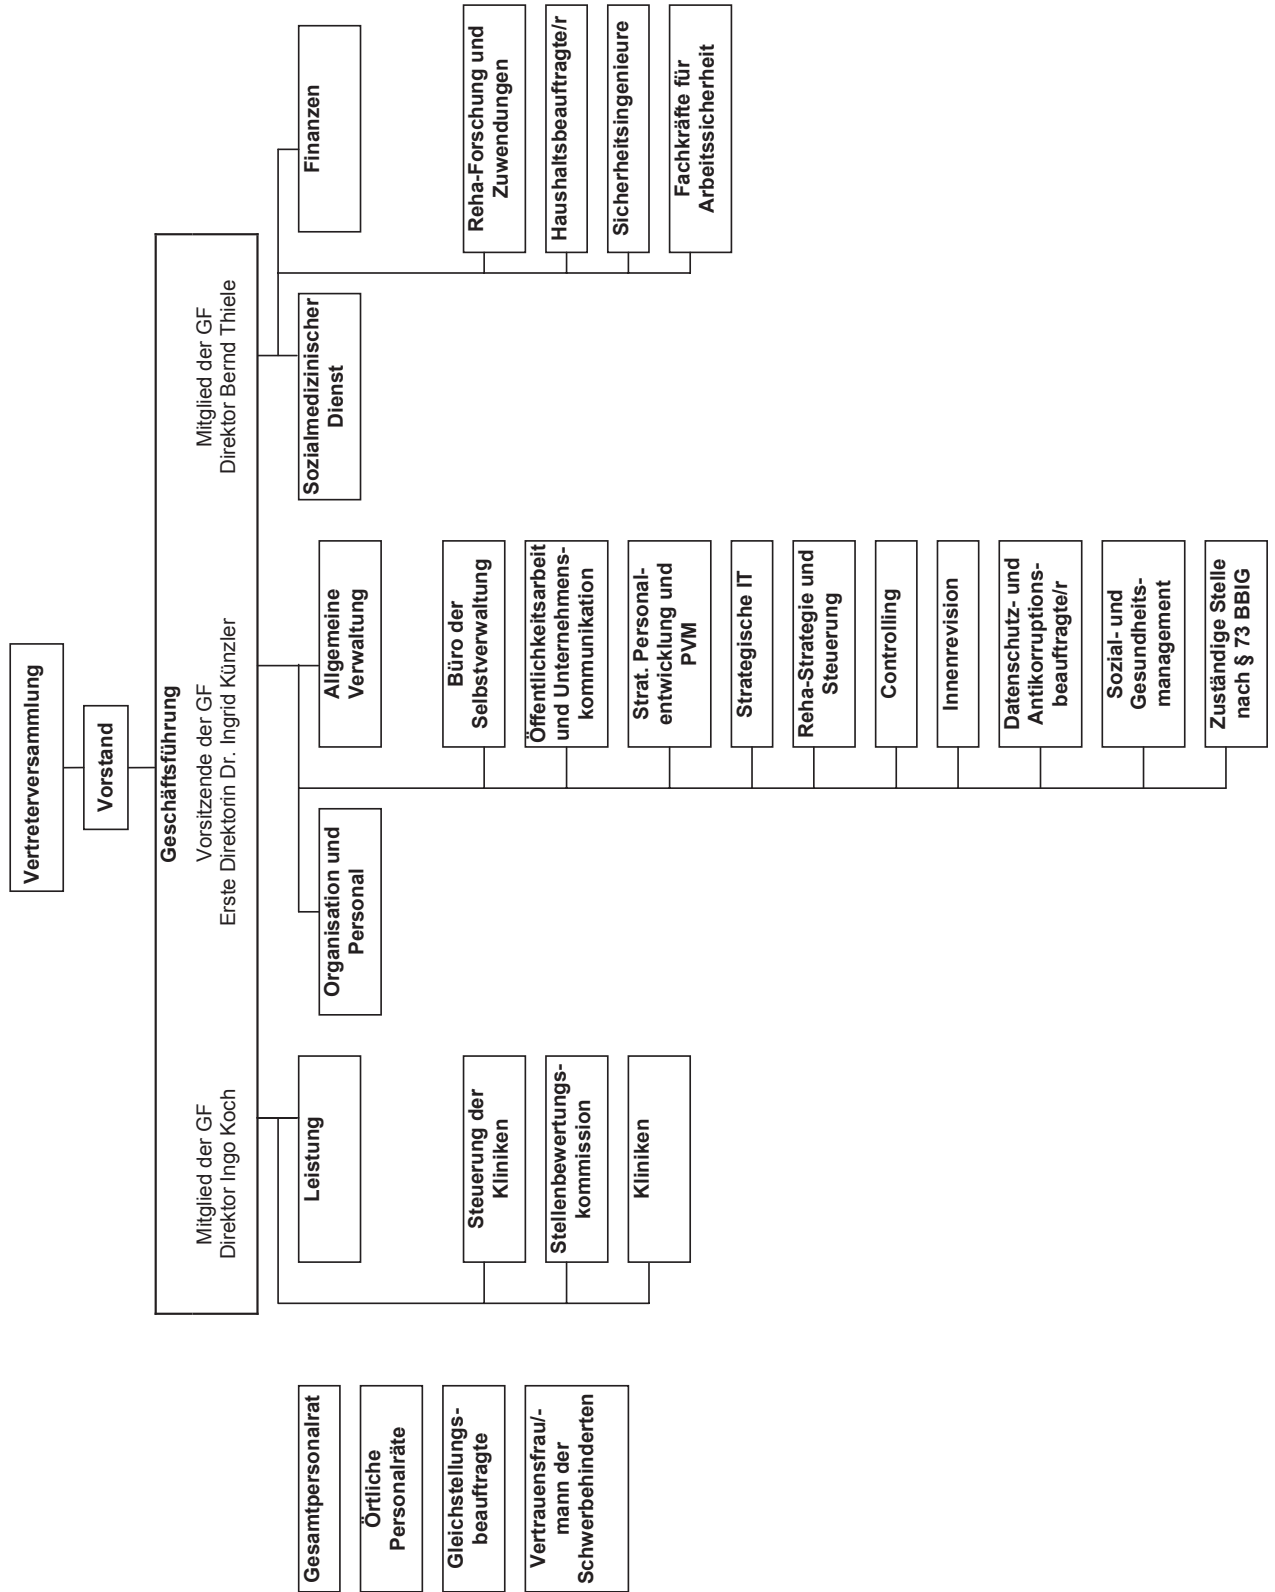 Vertreterversammlung
Vorstand
Geschäftsführung
Mitglied der GF
Direktor Ingo Koch
Vorsitzende der GF
Erste Direktorin Dr. Ingrid Künzler
Mitglied der GF
Direktor Bernd Thiele
Gesamtpersonalrat
Örtliche
Personalräte
Gleichstellungs-
beauftragte
Vertrauensfrau/-
mann der
Schwerbehinderten
Leistung
Steuerung der
Kliniken
Stellenbewertungs-
kommission
Kliniken
Organisation und
Personal
Allgemeine
Verwaltung
Büro der
Selbstverwaltung
Öffentlichkeitsarbeit
und Unternehmens-
kommunikation
Strat. Personal-
entwicklung und
PVM
Strategische IT
Reha-Strategie und
Steuerung
Controlling
Innenrevision
Datenschutz- und
Antikorruptions-
beauftragte/r
Sozial- und
Gesundheits-
management
Zuständige Stelle
nach § 73 BBIG
Sozialmedizinischer
Dienst
Finanzen
Reha-Forschung und
Zuwendungen
Haushaltsbeauftragte/r
Sicherheitsingenieure
Fachkräfte für
Arbeitssicherheit